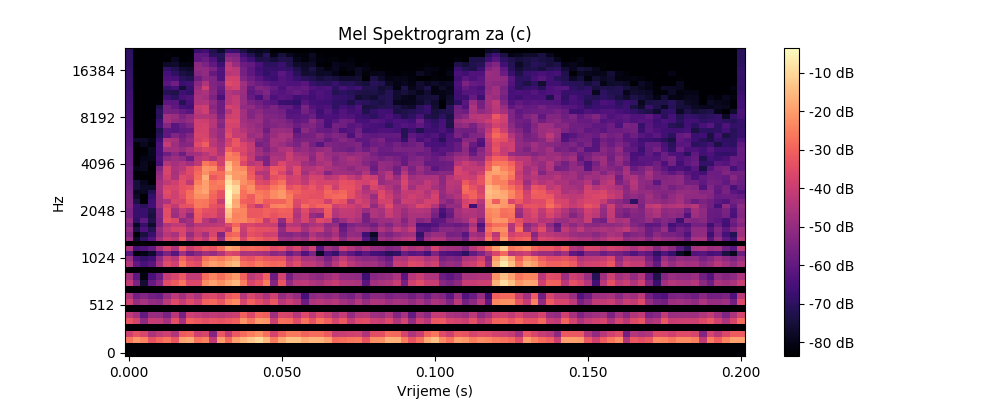 Mel Spektrogram za (c)
Hz
16384
8192
4096
2048
1024
512
0
0.000 0.050 0.100 0.150 0.200
Vrijeme (s)
-10 dB
-20 dB
-30 dB
-40 dB
-50 dB
-60 dB
-70 dB
-80 dB